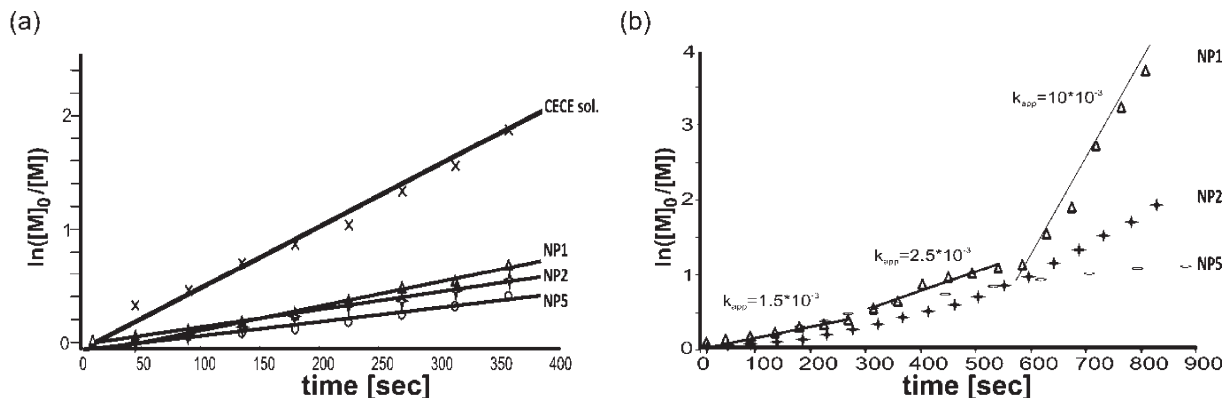 (a)
ln([M]0/[M])
2
1
0
0 50 100 150 200 250 300 350 400
time [sec]
CECE sol.
NP1
NP2
NP5
(b)
ln([M]0/[M])
4
3
2
1
0
0 100 200 300 400 500 600 700 800 900
time [sec]
kapp=1.5*10-3
kapp=2.5*10-3
kapp=10*10-3
NP1
NP2
NP5